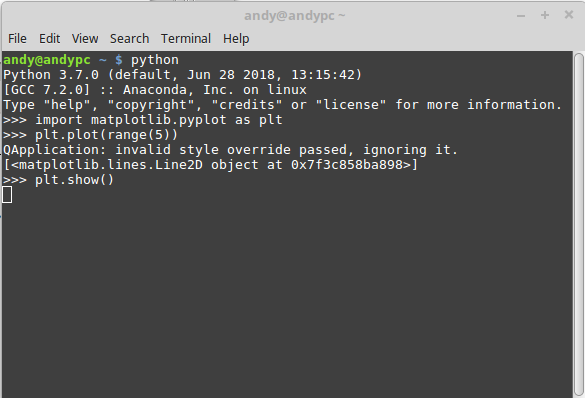 andy@andypc ~
File Edit View Search Terminal Help
andy@andypc ~ $ python
Python 3.7.0 (default, Jun 28 2018, 13:15:42)
[GCC 7.2.0] :: Anaconda, Inc. on linux
Type "help", "copyright", "credits" or "license" for more information.
>>> import matplotlib.pyplot as plt
>>> plt.plot(range(5))
QApplication: invalid style override passed, ignoring it.
[<matplotlib.lines.Line2D object at 0x7f3c858ba898>]
>>> plt.show()